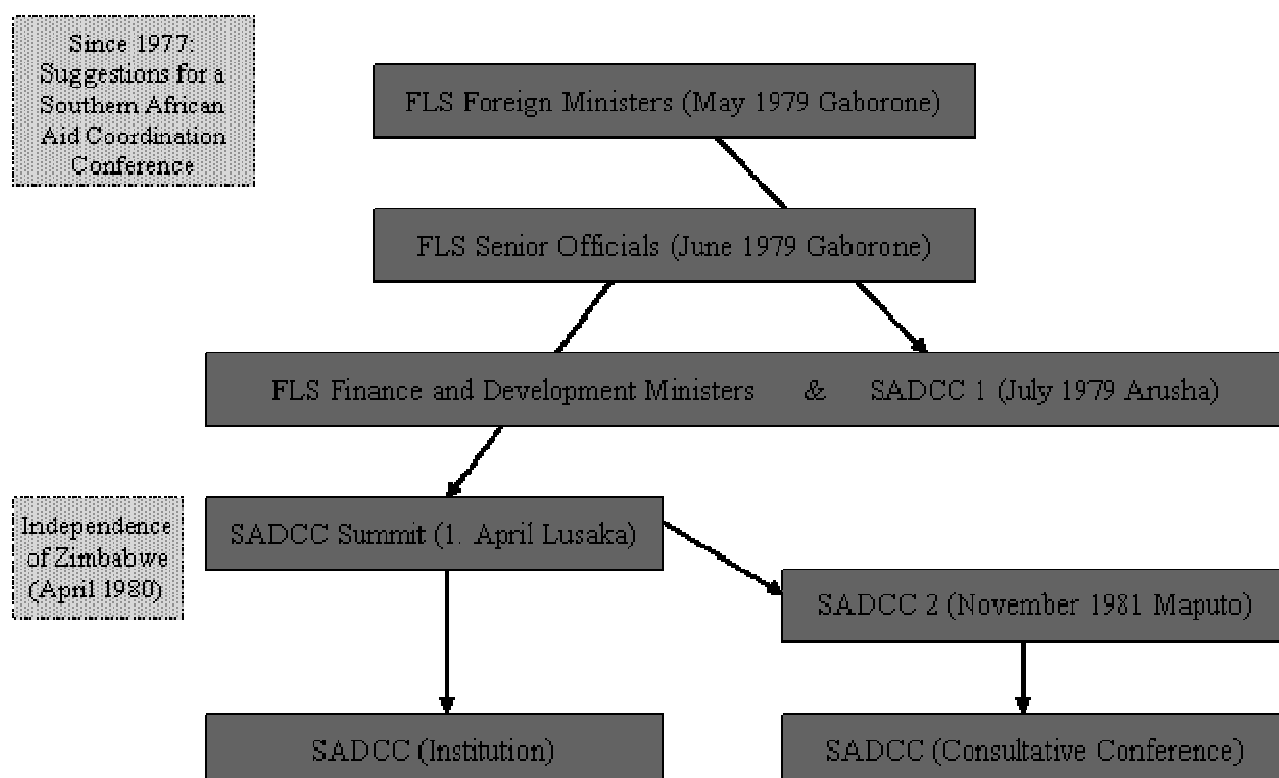 Since 1977:
Suggestions for a
Southern African
Aid Coordination
Conference
FLS Foreign Ministers (May 1979 Gaborone)
FLS Senior Officials (June 1979 Gaborone)
FLS Finance and Development Ministers & SADCC 1 (July 1979 Arusha)
Independence
of Zimbabwe
(April 1980)
SADCC Summit (1. April Lusaka)
SADCC 2 (November 1981 Maputo)
SADCC (Institution)
SADCC (Consultative Conference)